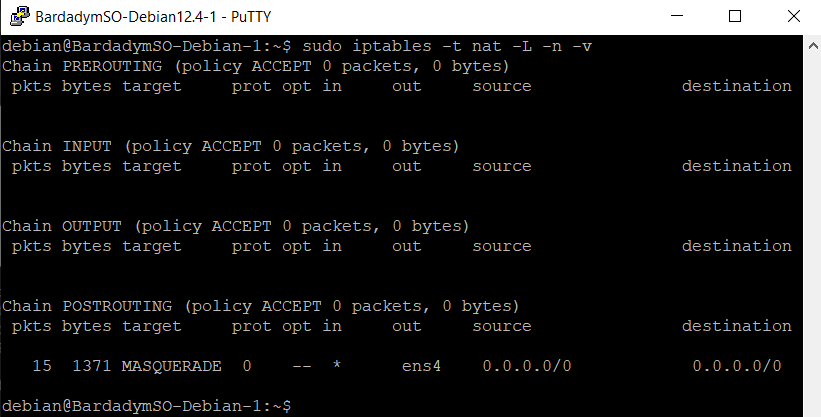 BardadymSO-Debian12.4-1 - PuTTY
debian@BardadymSO-Debian-1:~$ sudo iptables -t nat -L -n -v
Chain PREROUTING (policy ACCEPT 0 packets, 0 bytes)
 pkts bytes target     prot opt in     out     source               destination
Chain INPUT (policy ACCEPT 0 packets, 0 bytes)
 pkts bytes target     prot opt in     out     source               destination
Chain OUTPUT (policy ACCEPT 0 packets, 0 bytes)
 pkts bytes target     prot opt in     out     source               destination
Chain POSTROUTING (policy ACCEPT 0 packets, 0 bytes)
 pkts bytes target     prot opt in     out     source               destination
   15  1371 MASQUERADE  0    --  *      ens4    0.0.0.0/0            0.0.0.0/0
debian@BardadymSO-Debian-1:~$